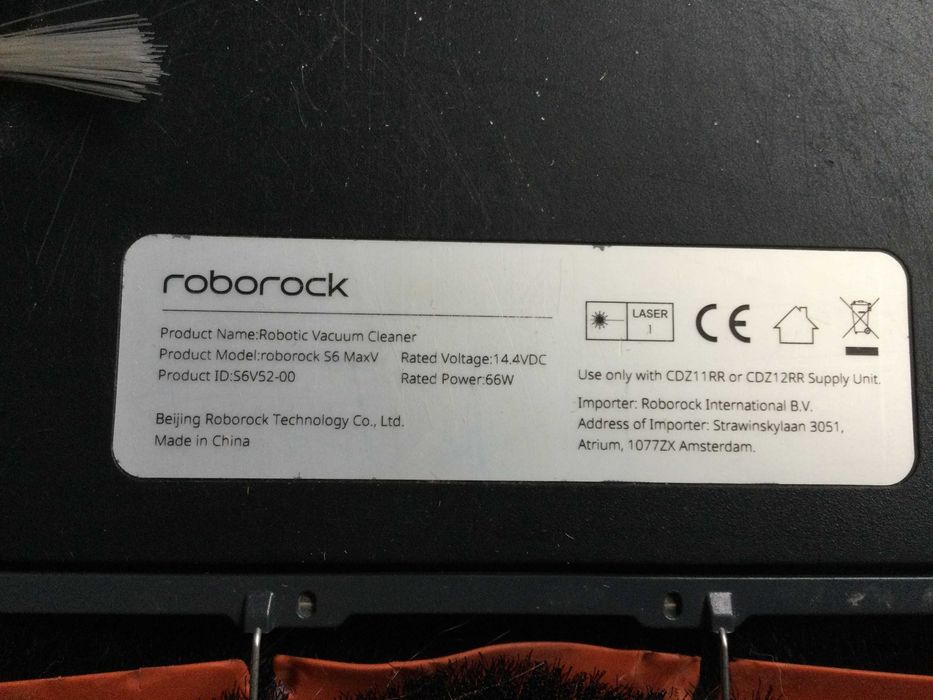 roborock
Product Name:Robotic Vacuum Cleaner
Product Model:roborock S6 MaxV
Rated Voltage:14.4VDC
Product ID:S6V52-00
Rated Power:66W
Beijing Roborock Technology Co., Ltd.
Made in China
LASER
1
CE
Use only with CDZ11RR or CDZ12RR Supply Unit.
Importer: Roborock International B.V.
Address of Importer: Strawinskylaan 3051,
Atrium, 1077ZX Amsterdam.